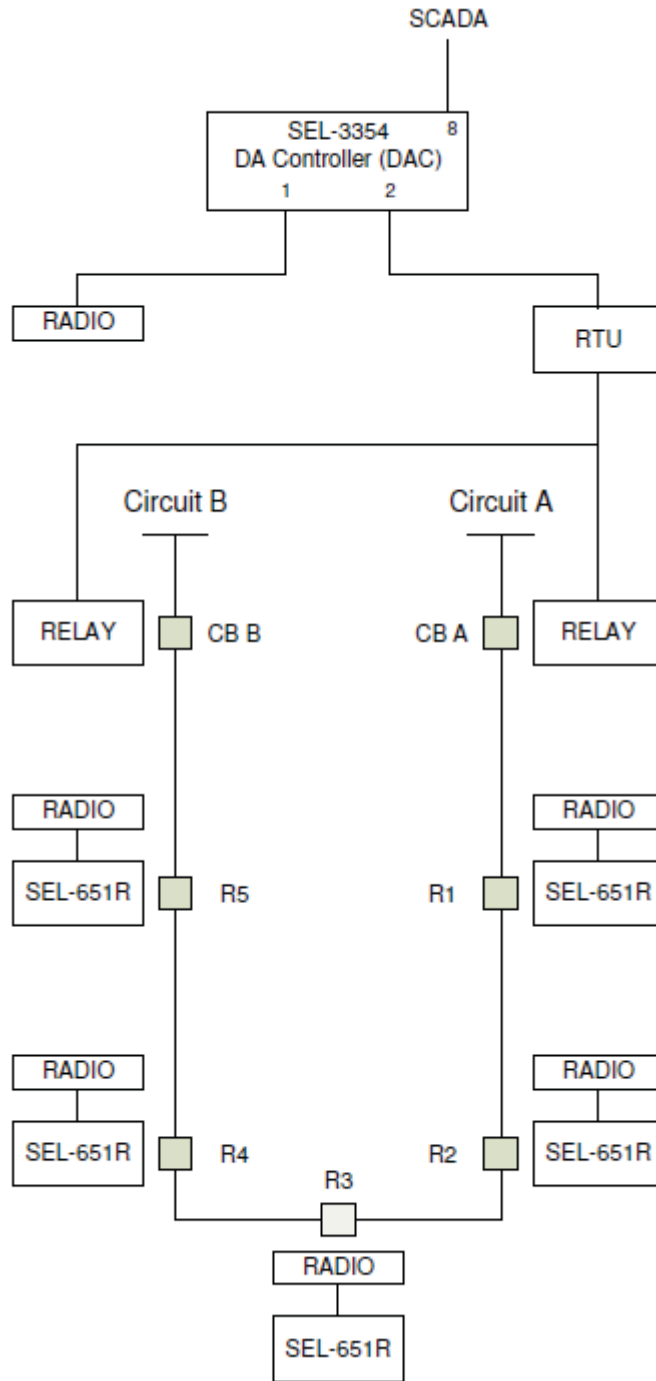 SCADA
SEL-3354 8
DA Controller (DAC)
1 2
RADIO
RTU
Circuit B Circuit A
RELAY CB B CB A RELAY
RADIO RADIO
SEL-651R R5 R1 SEL-651R
RADIO RADIO
SEL-651R R4 R2 SEL-651R
R3
RADIO
SEL-651R